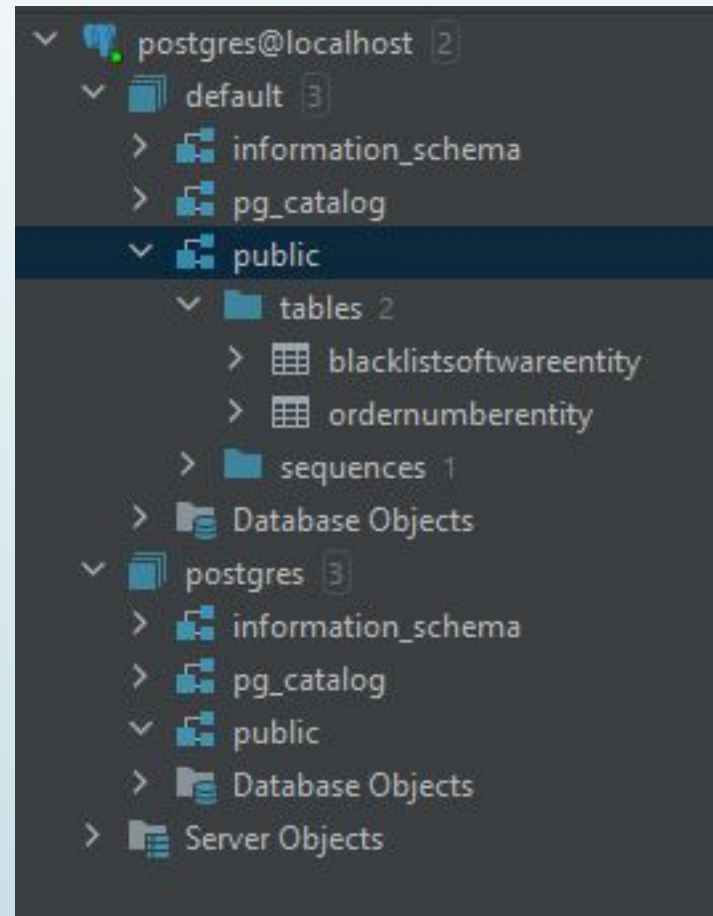 postgres@localhost 2
default 3
information_schema
pg_catalog
public
tables 2
blacklistsoftwareentity
ordernumberentity
sequences 1
Database Objects
postgres 3
information_schema
pg_catalog
public
Database Objects
Server Objects